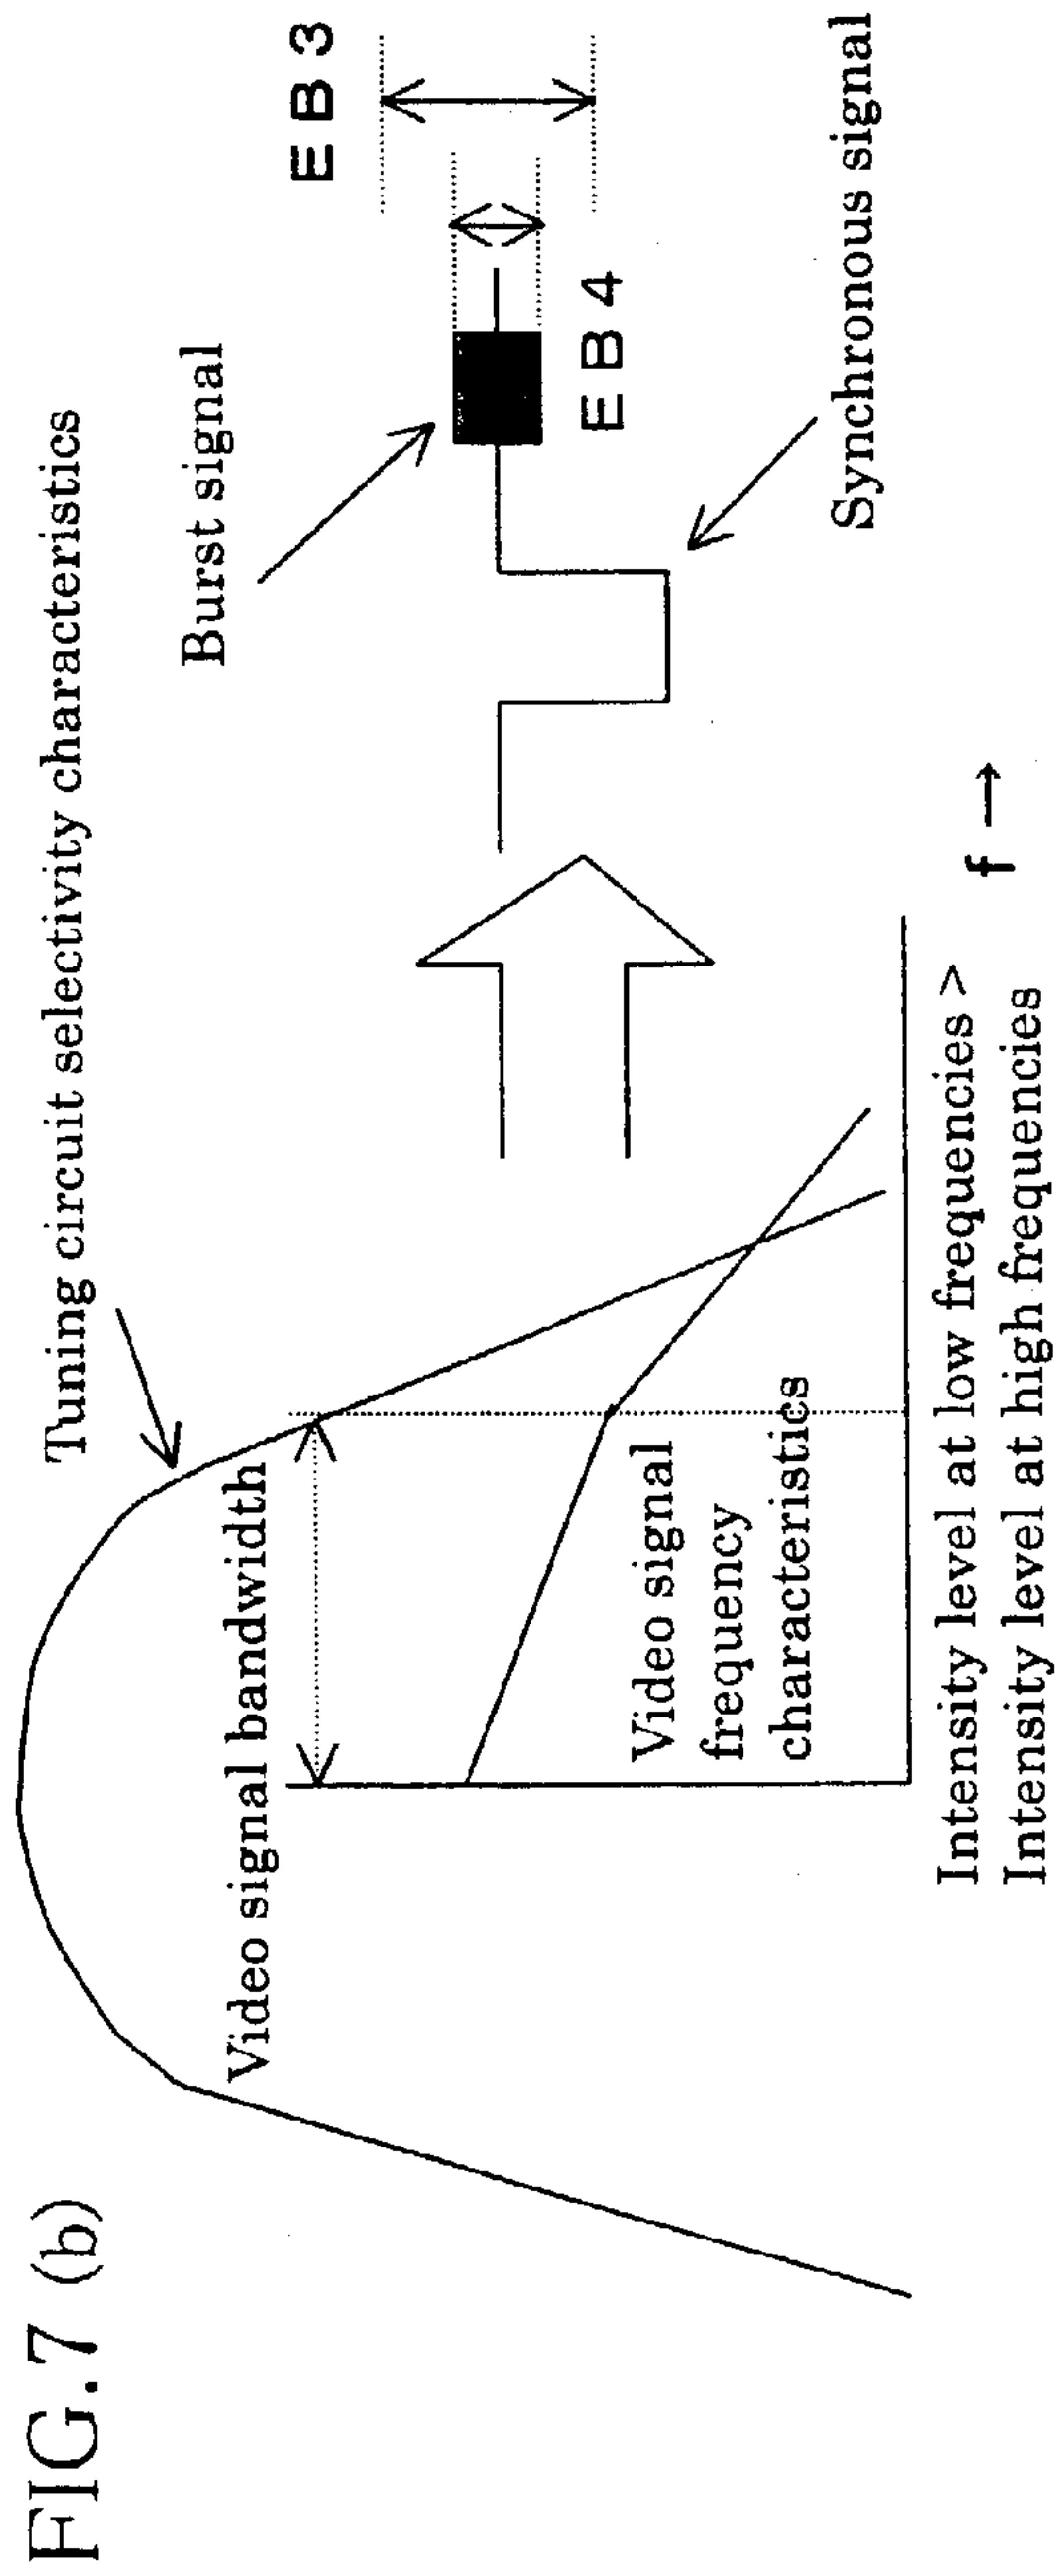 FIG.7 (b)
Tuning circuit selectivity characteristics
Video signal bandwidth
Video signal
frequency
characteristics
Intensity level at low frequencies >
Intensity level at high frequencies
f →
Burst signal
E B 3
E B 4
Synchronous signal